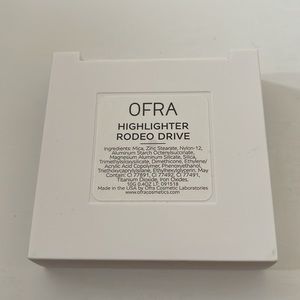 OFRA
HIGHLIGHTER
RODEO DRIVE
Ingredients: Mica, Zinc Stearate, Nylon-12,
Aluminum Starch Octenylsuccinate,
Magnesium Aluminum Silicate, Silica,
Trimethylsiloxysilicate, Dimethicone, Ethylene/
Acrylic Acid Copolymer, Phenoxyethanol,
Triethoxycaprylylsilane, Ethylhexylglycerin. May
Contain: CI 77891, CI 77492, CI 77491,
Titanium Dioxide, Iron Oxides.
10G 0.4OZ LT. 091518
Made in the USA by Ofra Cosmetic Laboratories
www.ofracosmetics.com